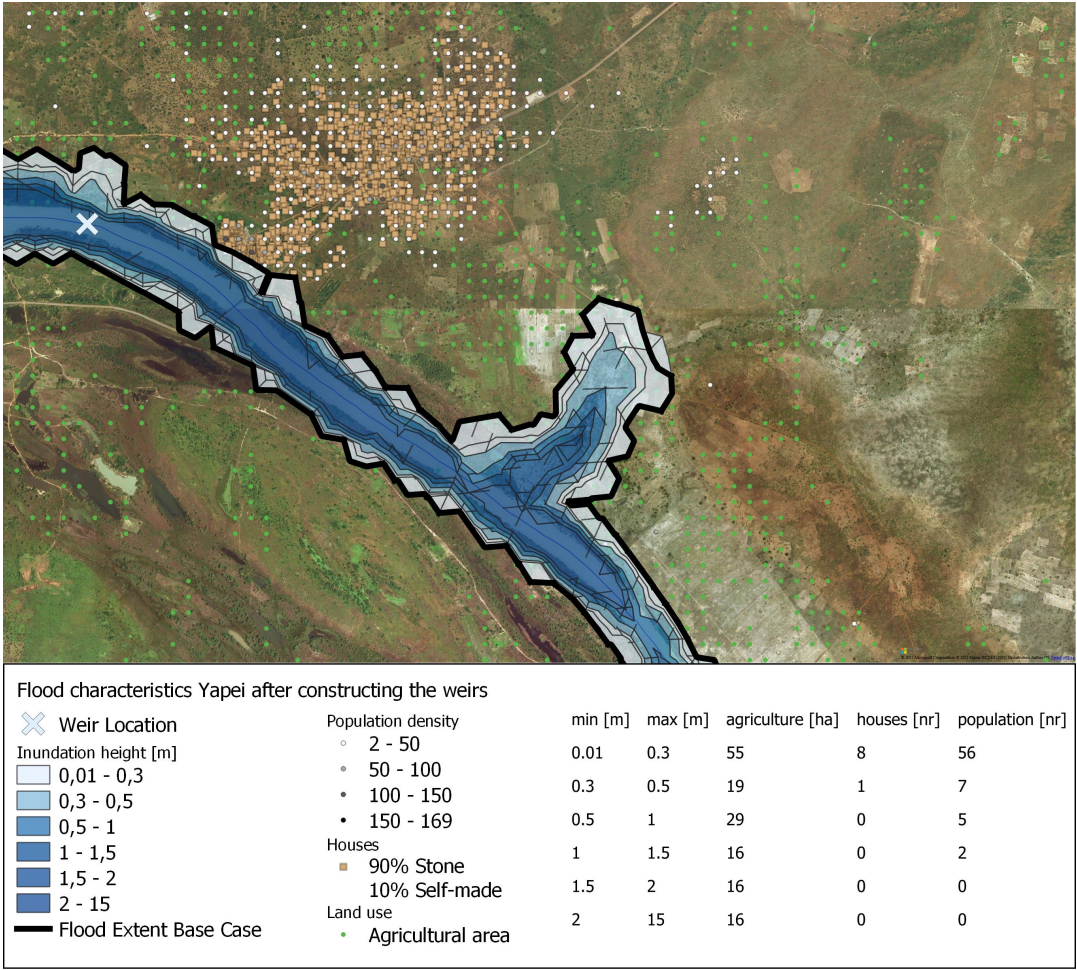 Flood characteristics Yapei after constructing the weirs
Weir Location
Inundation height [m]
0,01 - 0,3
0,3 - 0,5
0,5 - 1
1 - 1,5
1,5 - 2
2 - 15
Flood Extent Base Case
Population density
2 - 50
50 - 100
100 - 150
150 - 169
Houses
90% Stone
10% Self-made
Land use
Agricultural area
min [m] max [m] agriculture [ha] houses [nr] population [nr]
0.01 0.3 55 8 56
0.3 0.5 19 1 7
0.5 1 29 0 5
1 1.5 16 0 2
1.5 2 16 0 0
2 15 16 0 0